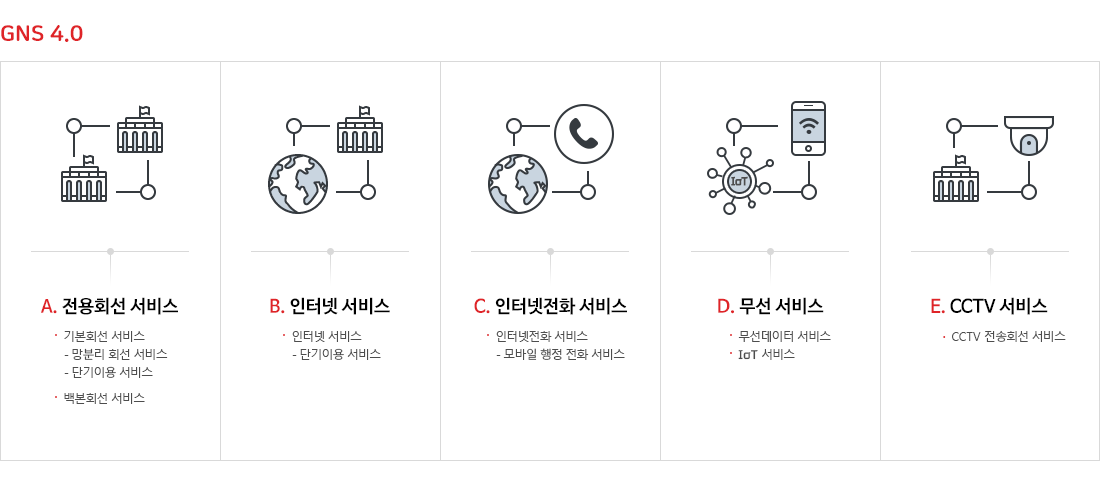 GNS 4.0
IoT
A. 전용회선 서비스
· 기본회선 서비스
- 망분리 회선 서비스
- 단기이용 서비스
· 백본회선 서비스
B. 인터넷 서비스
· 인터넷 서비스
- 단기이용 서비스
C. 인터넷전화 서비스
· 인터넷전화 서비스
- 모바일 행정 전화 서비스
D. 무선 서비스
· 무선데이터 서비스
· IoT 서비스
E. CCTV 서비스
· CCTV 전송회선 서비스